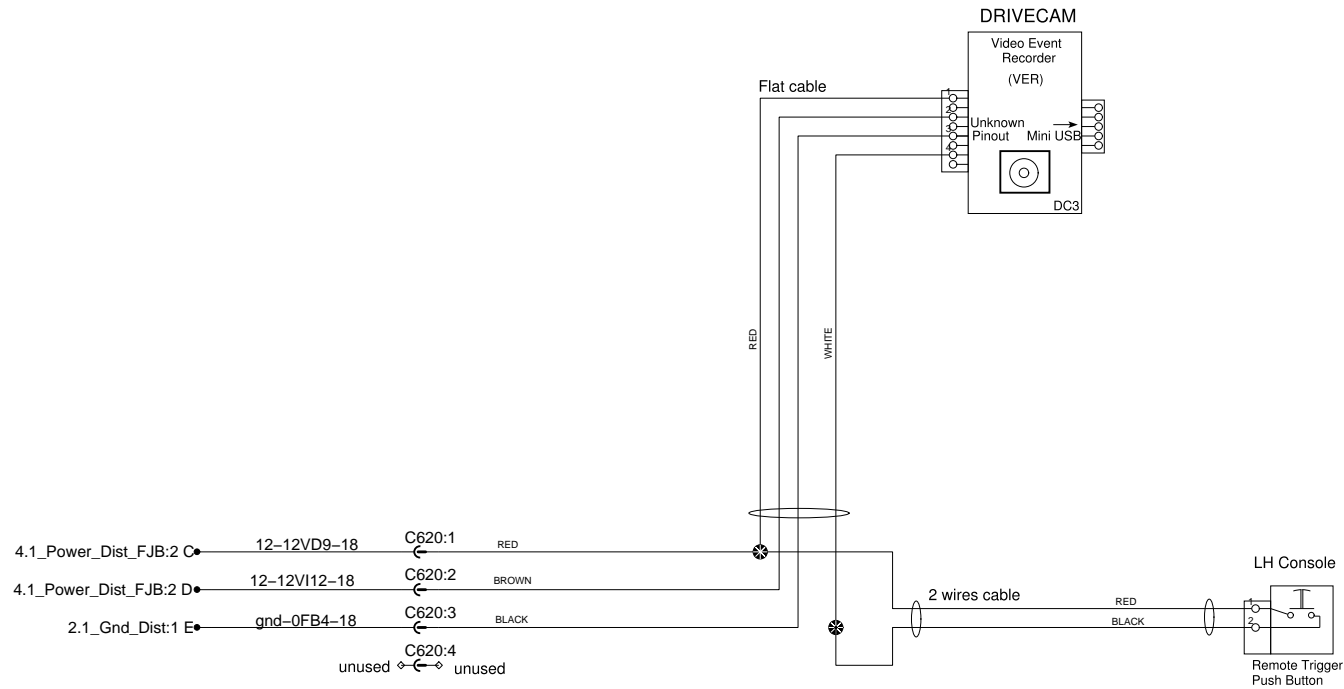 DRIVECAM
Video Event
Recorder
(VER)
Flat cable
1
2
3
4
Unknown
Pinout
Mini USB
DC3
RED
WHITE
4.1_Power_Dist_FJB:2 C
12–12VD9–18
C620:1
RED
4.1_Power_Dist_FJB:2 D
12–12VI12–18
C620:2
BROWN
2.1_Gnd_Dist:1 E
gnd–0FB4–18
C620:3
BLACK
unused
C620:4
unused
2 wires cable
RED
BLACK
LH Console
1
2
Remote Trigger
Push Button